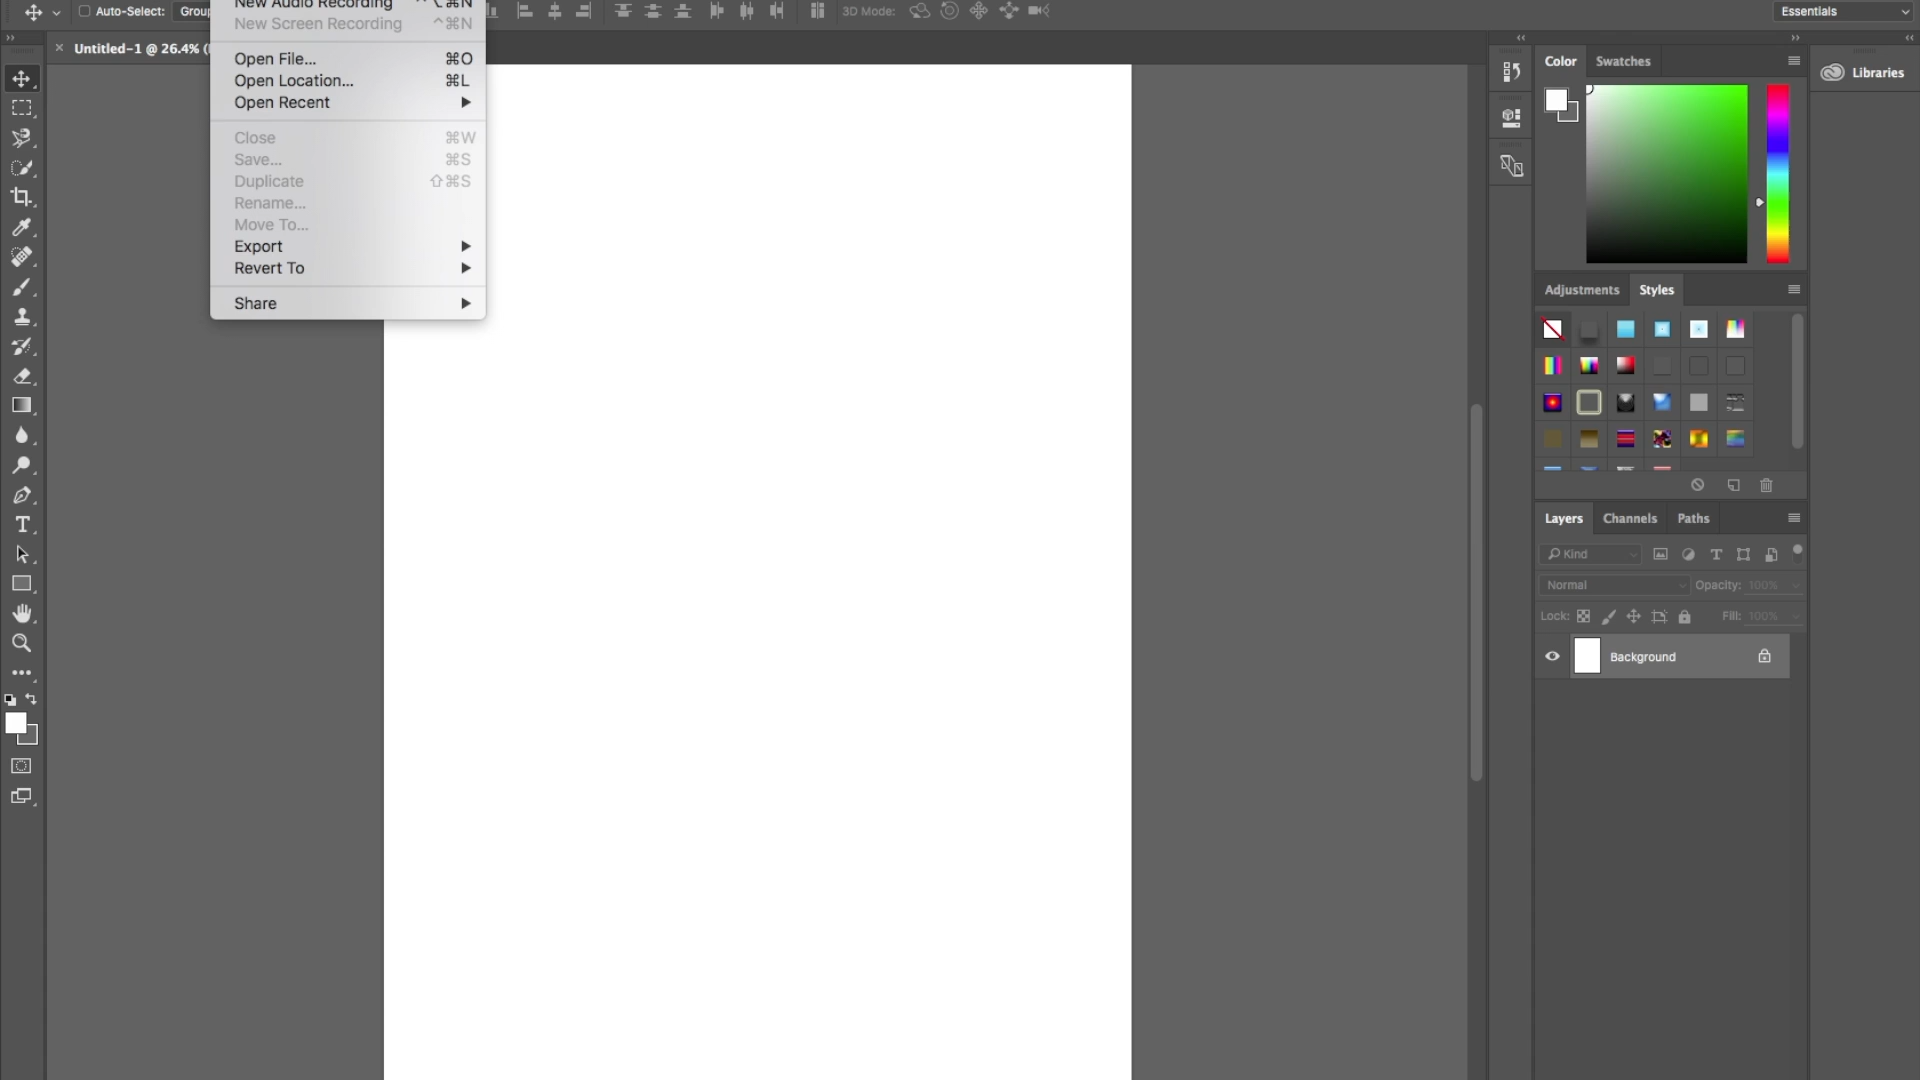 New Audio Recording ⌃⌥⌘N
Auto-Select:
3D Mode:
Essentials
New Screen Recording ⌃⌘N
Untitled-1 @ 26.4% (
Open File... ⌘O
Open Location... ⌘L
Open Recent
Close ⌘W
Save... ⌘S
Duplicate ⇧⌘S
Rename...
Move To...
Export
Revert To
Share
Color Swatches
Libraries
Adjustments Styles
Layers Channels Paths
Kind
Normal Opacity: 100%
Lock: Fill: 100%
Background